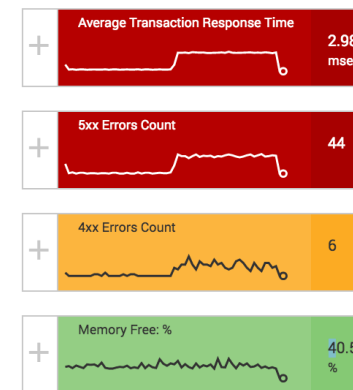 Average Transaction Response Time
2.98
mse
5xx Errors Count
44
4xx Errors Count
6
Memory Free: %
40.5
%